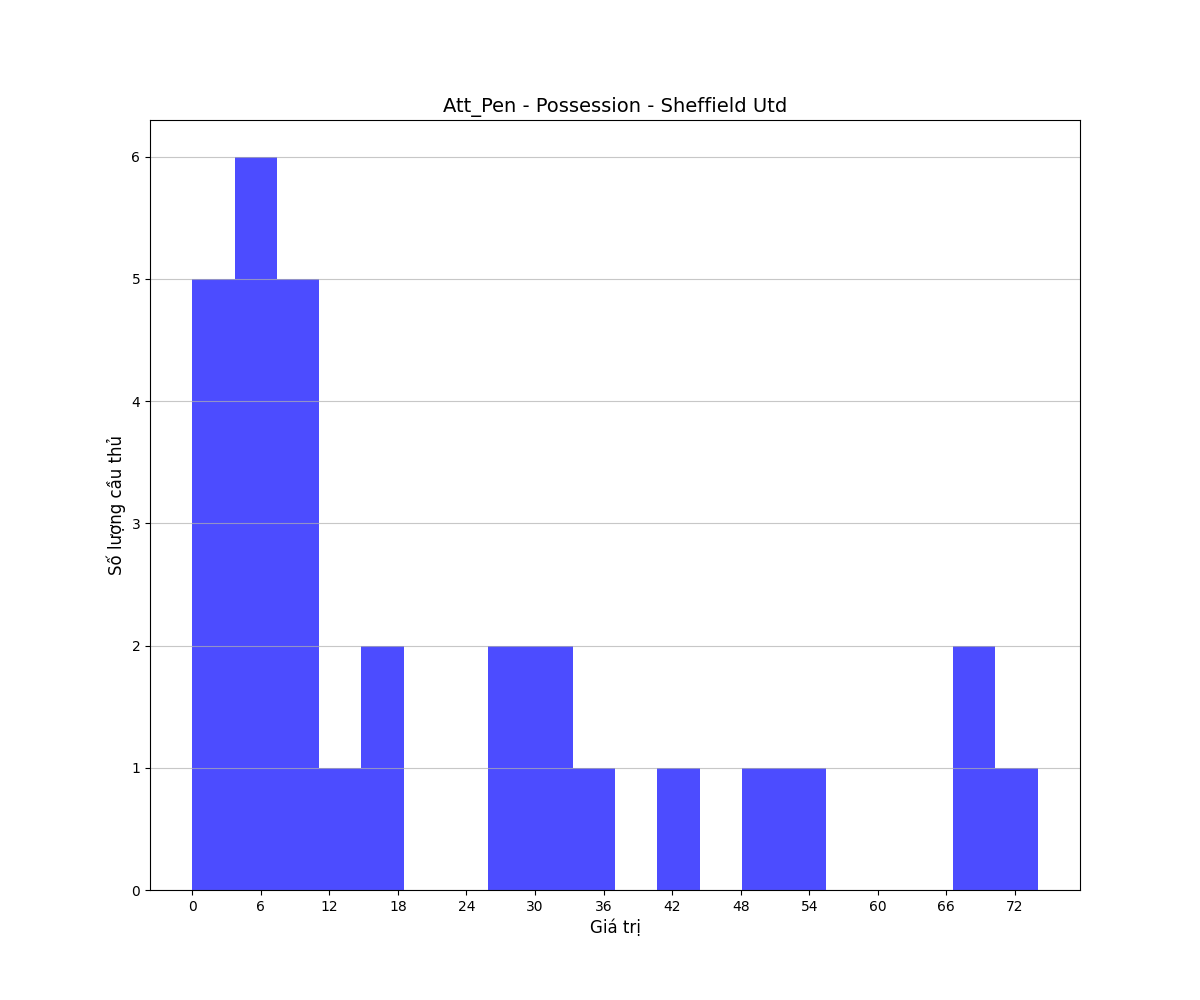 Att_Pen - Possession - Sheffield Utd
6
5
4
3
2
1
0
Số lượng cầu thủ
0 6 12 18 24 30 36 42 48 54 60 66 72
Giá trị